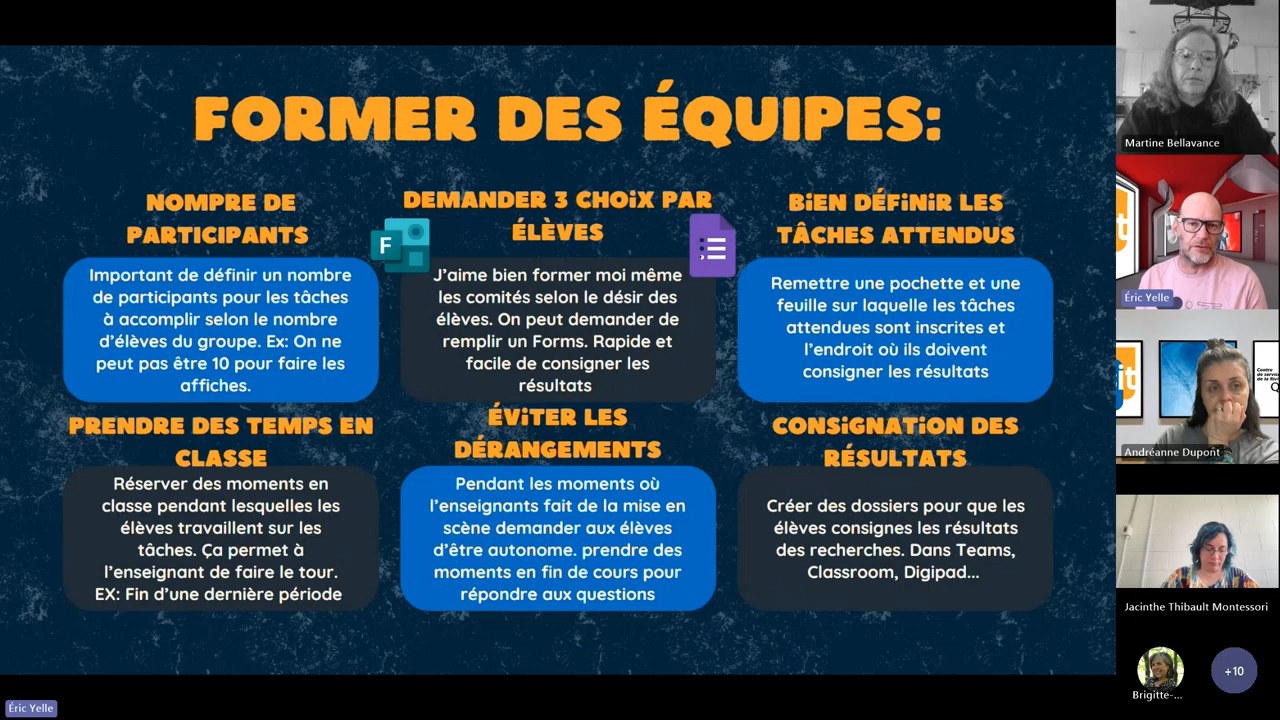 FORMER DES ÉQUIPES:
NOMPRE DE
PARTICIPANTS
Important de définir un nombre
de participants pour les tâches
à accomplir selon le nombre
d'élèves du groupe. Ex: On ne
peut pas être 10 pour faire les
affiches.
DEMANDER 3 CHOIX PAR
ÉLÈVES
F
J'aime bien former moi même
les comités selon le désir des
élèves. On peut demander de
remplir un Forms. Rapide et
facile de consigner les
résultats
BIEN DÉFINIR LES
TÂCHES ATTENDUS
Remettre une pochette et une
feuille sur laquelle les tâches
attendues sont inscrites et
l'endroit où ils doivent
consigner les résultats
PRENDRE DES TEMPS EN
CLASSE
Réserver des moments en
classe pendant lesquelles les
élèves travaillent sur les
tâches. Ça permet à
l'enseignant de faire le tour.
EX: Fin d'une dernière période
ÉVITER LES
DÉRANGEMENTS
Pendant les moments où
l'enseignants fait de la mise en
scène demander aux élèves
d'être autonome. prendre des
moments en fin de cours pour
répondre aux questions
CONSIGNATION DES
RÉSULTATS
Créer des dossiers pour que les
élèves consignes les résultats
des recherches. Dans Teams,
Classroom, Digipad...
Éric Yelle
Martine Bellavance
Éric Yelle
it
Centre
de servic
de la Riv
Andréanne Dupont
Jacinthe Thibault Montessori
Brigitte-...
+10